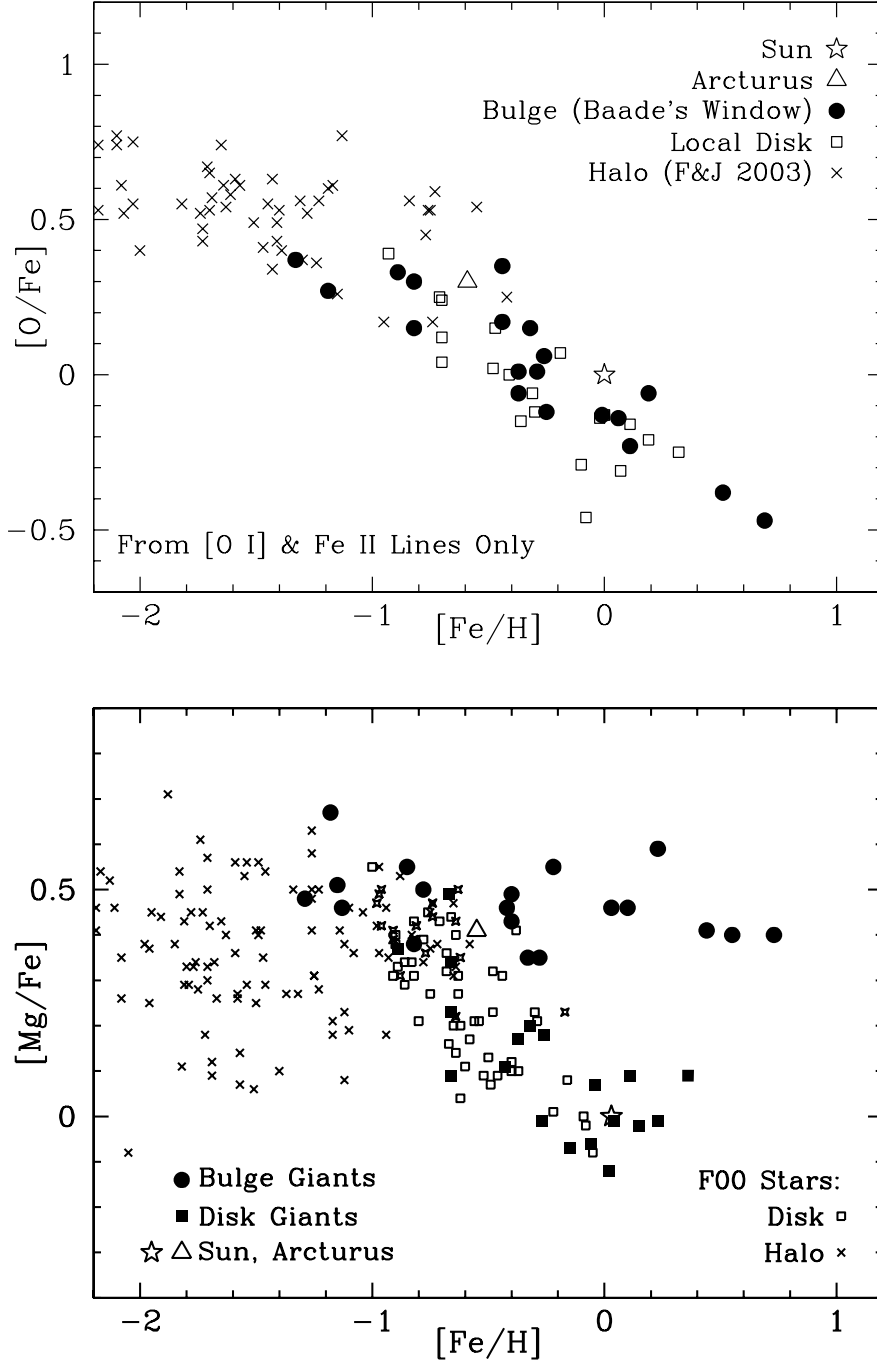 Sun
Arcturus
Bulge (Baade's Window)
Local Disk
Halo (F&J 2003)
1
0.5
0
−0.5
[O/Fe]
From [O I] & Fe II Lines Only
−2 −1 0 1
[Fe/H]
0.5
0
[Mg/Fe]
Bulge Giants
Disk Giants
Sun, Arcturus
F00 Stars:
Disk
Halo
−2 −1 0 1
[Fe/H]